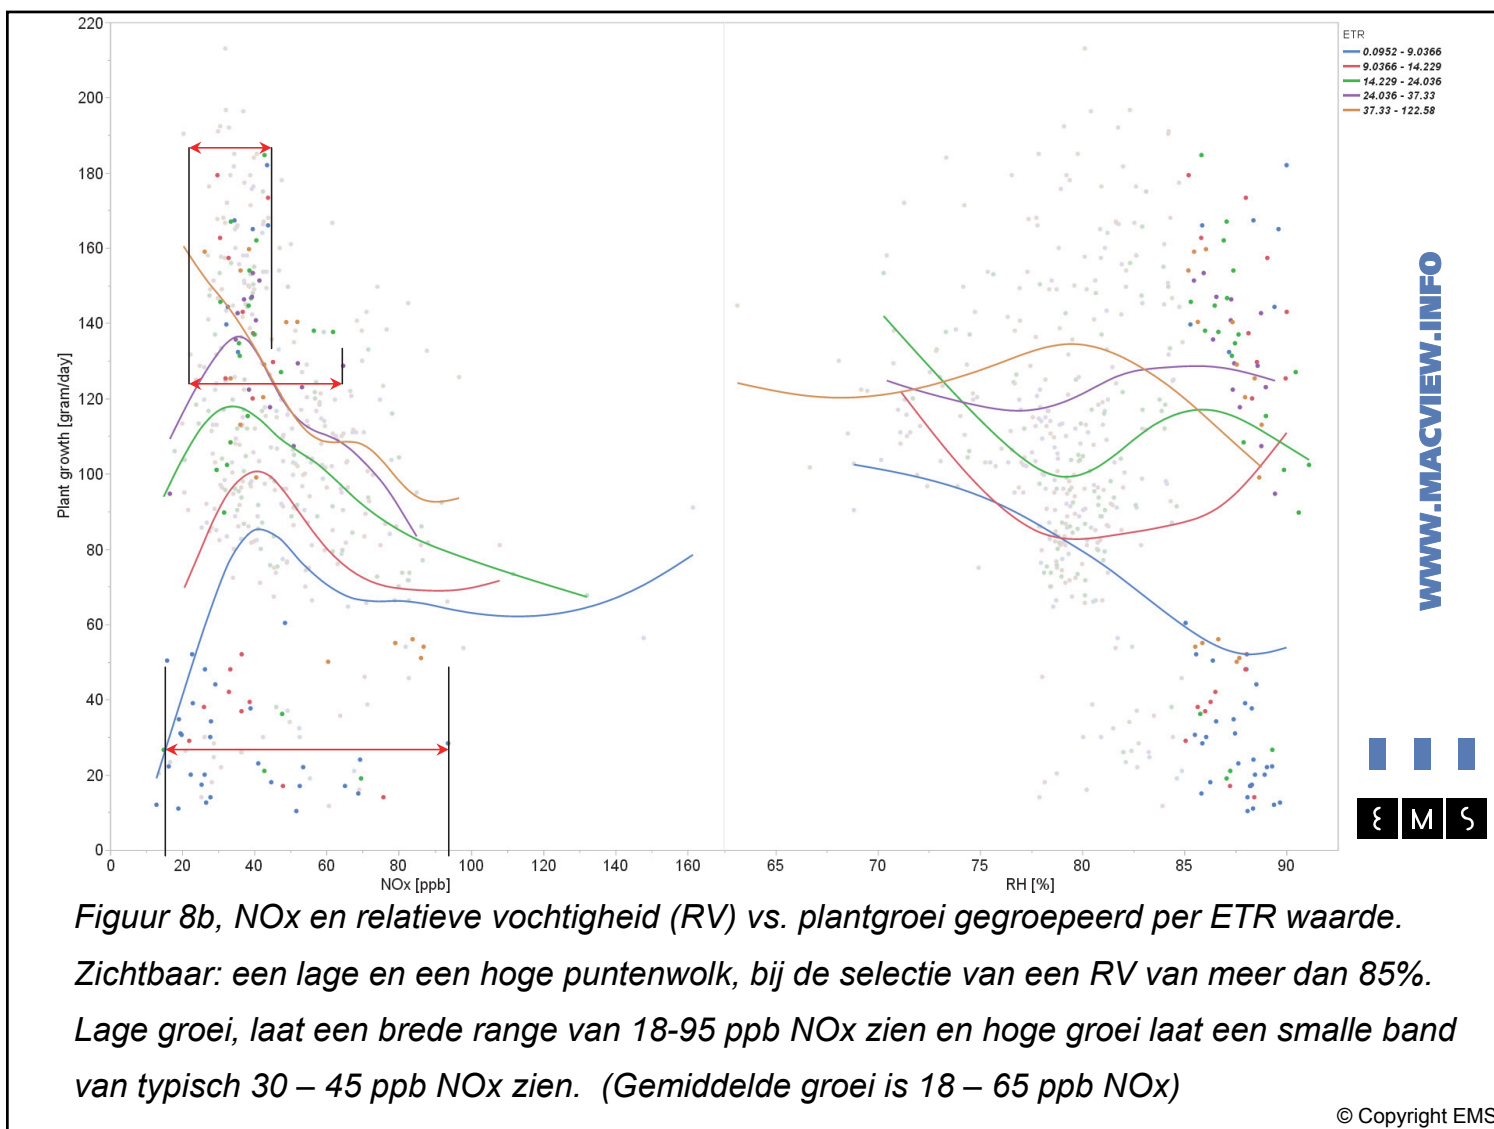 220
200
180
160
140
120
100
80
60
40
20
0
Plant growth [gram/day]
0 20 40 60 80 100 120 140 160
NOx [ppb]
65 70 75 80 85 90
RH [%]
ETR
0.0952 - 9.0366
9.0366 - 14.229
14.229 - 24.036
24.036 - 37.33
37.33 - 122.58
WWW.MACVIEW.INFO
EMS
Figuur 8b, NOx en relatieve vochtigheid (RV) vs. plantgroei gegroepeerd per ETR waarde.
Zichtbaar: een lage en een hoge puntenwolk, bij de selectie van een RV van meer dan 85%.
Lage groei, laat een brede range van 18-95 ppb NOx zien en hoge groei laat een smalle band
van typisch 30 – 45 ppb NOx zien. (Gemiddelde groei is 18 – 65 ppb NOx)
© Copyright EMS